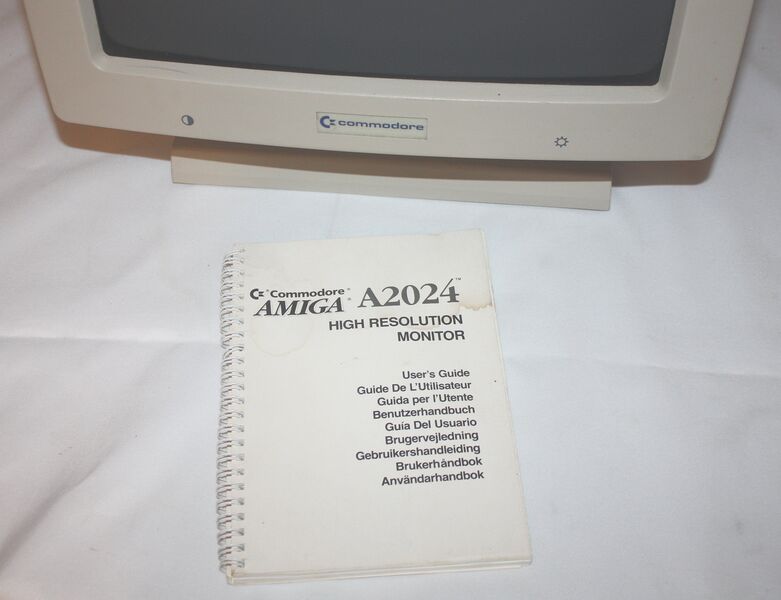 commodore
Commodore®
AMIGA® A2024™
HIGH RESOLUTION
MONITOR
User's Guide
Guide De L'Utilisateur
Guida per l'Utente
Benutzerhandbuch
Guía Del Usuario
Brugervejledning
Gebruikershandleiding
Brukerhåndbok
Användarhandbok